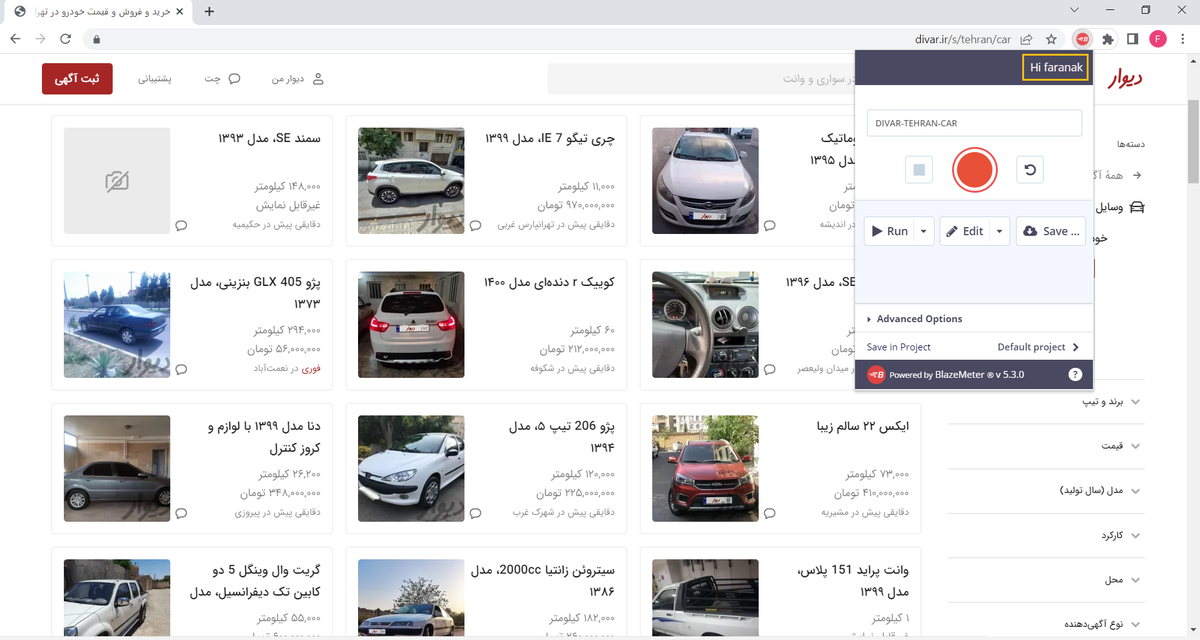 خرید و فروش و قیمت خودرو در تهرا
divar.ir/s/tehran/car
F
ثبت آگهی
پشتیبانی
چت
دیوار من
در سواری و وانت
دیوار
Hi faranak
DIVAR-TEHRAN-CAR
Run
Edit
Save ...
Advanced Options
Save in Project
Default project
Powered by BlazeMeter ® v 5.3.0
?
دسته‌ها
همهٔ آگ
وسایل
خود
برند و تیپ
قیمت
مدل (سال تولید)
کارکرد
محل
نوع آگهی‌دهنده
وماتیک
مدل ۱۳۹۵
تومان
در اندیشه
چری تیگو 7 IE، مدل ۱۳۹۹
۱۱,۰۰۰ کیلومتر
۹۷۰,۰۰۰,۰۰۰ تومان
دقایقی پیش در تهرانپارس غربی
سمند SE، مدل ۱۳۹۳
۱۴۸,۰۰۰ کیلومتر
غیرقابل نمایش
دقایقی پیش در حکیمیه
SE، مدل ۱۳۹۶
تومان
ر میدان ولیعصر
کوییک r دنده‌ای مدل ۱۴۰۰
۶۰ کیلومتر
۲۱۲,۰۰۰,۰۰۰ تومان
دقایقی پیش در شکوفه
پژو 405 GLX بنزینی، مدل
۱۳۷۳
۲۹۴,۰۰۰ کیلومتر
۵۶,۰۰۰,۰۰۰ تومان
فوری در نعمت‌آباد
ایکس ۲۲ سالم زیبا
۷۳,۰۰۰ کیلومتر
۴۱۰,۰۰۰,۰۰۰ تومان
دقایقی پیش در مشیریه
پژو 206 تیپ ۵، مدل
۱۳۹۴
۱۲۰,۰۰۰ کیلومتر
۲۲۵,۰۰۰,۰۰۰ تومان
دقایقی پیش در شهرک غرب
دنا مدل ۱۳۹۹ با لوازم و
کروز کنترل
۲۶,۲۰۰ کیلومتر
۳۴۸,۰۰۰,۰۰۰ تومان
دقایقی پیش در پیروزی
وانت پراید 151 پلاس،
مدل ۱۳۹۹
۱ کیلومتر
سیتروئن زانتیا 2000cc، مدل
۱۳۸۶
۱۸۲,۰۰۰ کیلومتر
گریت وال وینگل 5 دو
کابین تک دیفرانسیل، مدل
۵۵,۰۰۰ کیلومتر